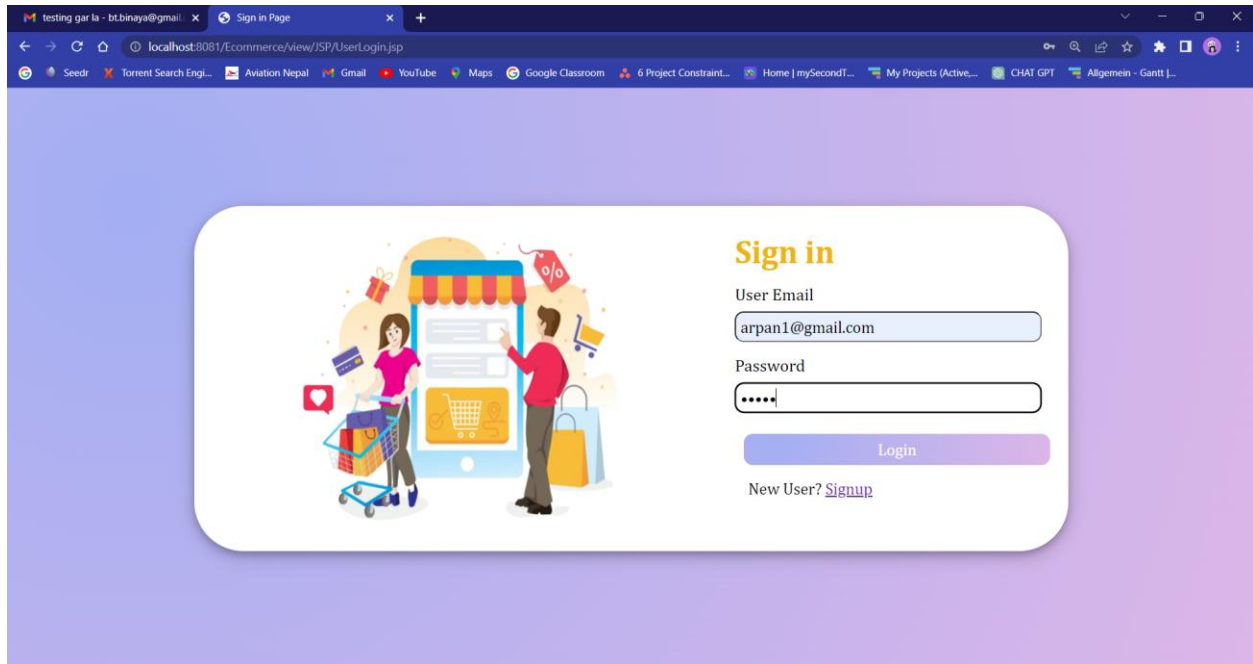 testing gar la - bt.binaya@gmail.
Sign in Page
localhost:8081/Ecommerce/view/JSP/UserLogin.jsp
Seedr Torrent Search Engi... Aviation Nepal Gmail YouTube Maps Google Classroom 6 Project Constraint... Home | mySecondT... My Projects (Active,... CHAT GPT Allgemein - Gantt |...
%
Sign in
User Email
arpan1@gmail.com
Password
•••••
Login
New User? Signup